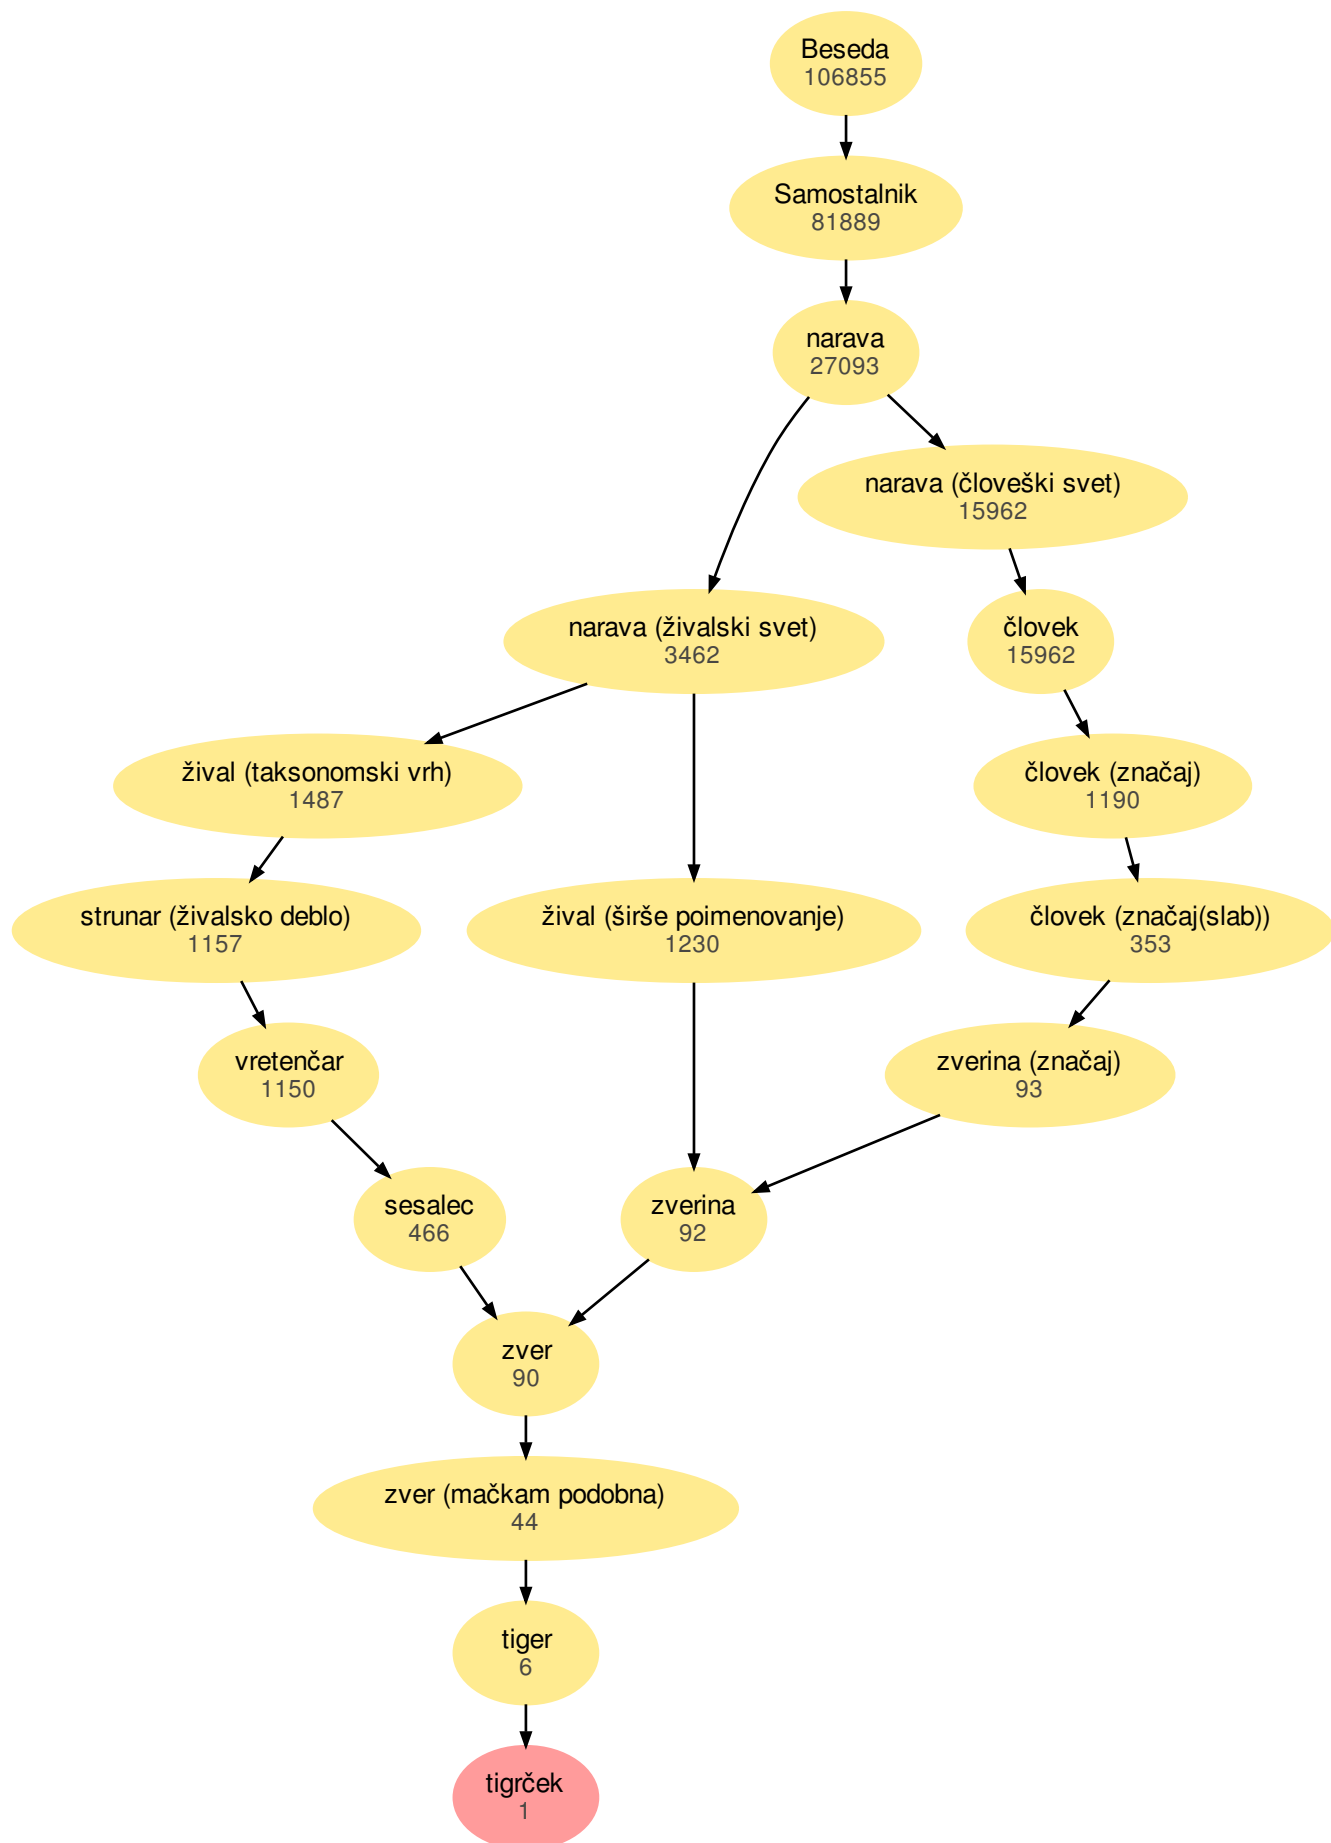 Beseda
106855
Samostalnik
81889
narava
27093
narava (človeški svet)
15962
narava (živalski svet)
3462
človek
15962
žival (taksonomski vrh)
1487
človek (značaj)
1190
strunar (živalsko deblo)
1157
žival (širše poimenovanje)
1230
človek (značaj(slab))
353
vretenčar
1150
zverina (značaj)
93
sesalec
466
zverina
92
zver
90
zver (mačkam podobna)
44
tiger
6
tigrček
1